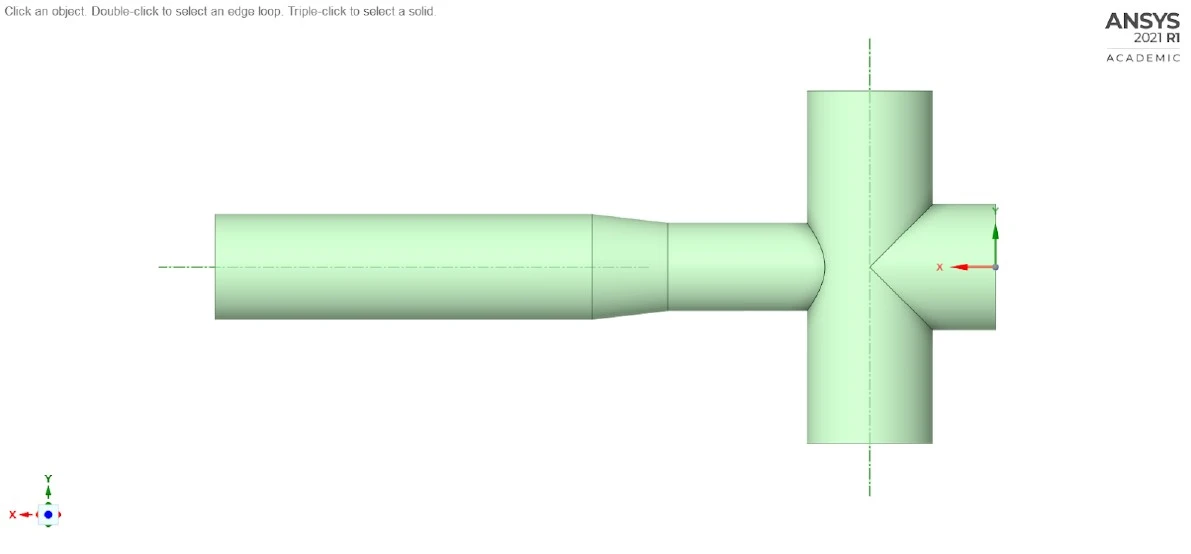 Click an object. Double-click to select an edge loop. Triple-click to select a solid.
ANSYS
2021 R1
ACADEMIC
Y
X
Y
X